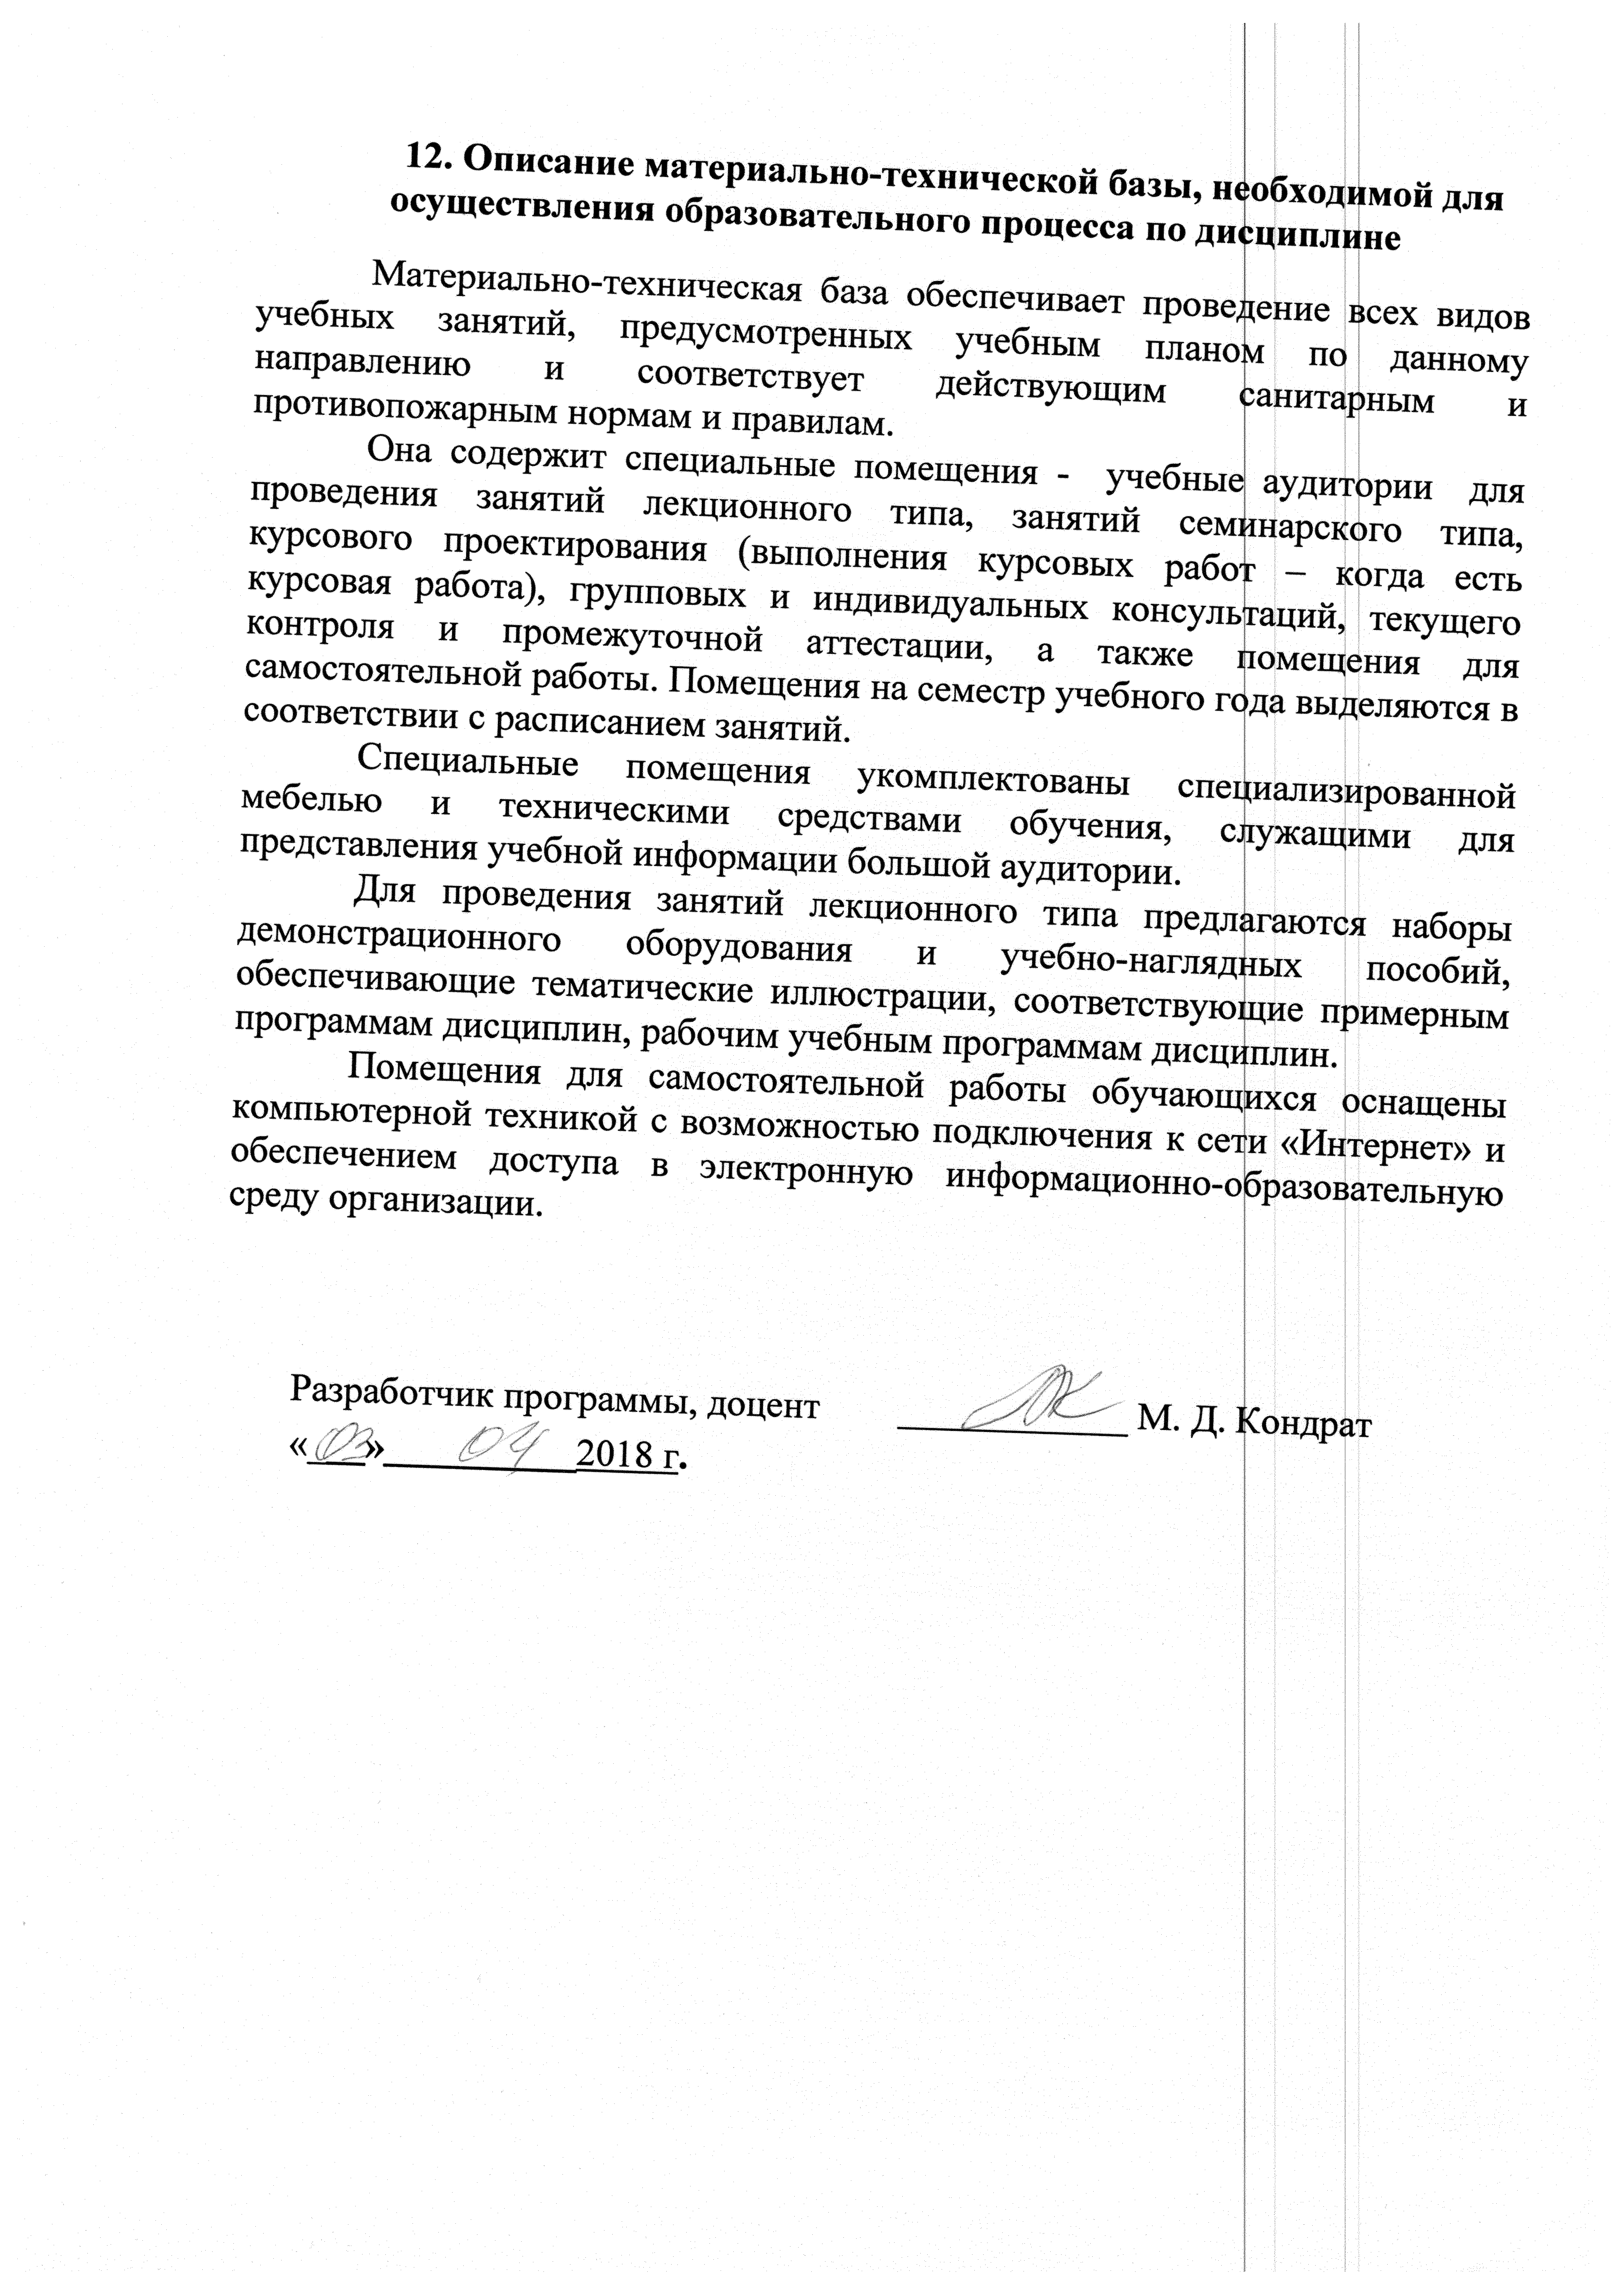 12. Описание материально-технической базы, необходимой для
осуществления образовательного процесса по дисциплине
Материально-техническая база обеспечивает проведение всех видов
учебных занятий, предусмотренных учебным планом по данному
направлению и соответствует действующим санитарным и
противопожарным нормам и правилам.
Она содержит специальные помещения - учебные аудитории для
проведения занятий лекционного типа, занятий семинарского типа,
курсового проектирования (выполнения курсовых работ – когда есть
курсовая работа), групповых и индивидуальных консультаций, текущего
контроля и промежуточной аттестации, а также помещения для
самостоятельной работы. Помещения на семестр учебного года выделяются в
соответствии с расписанием занятий.
Специальные помещения укомплектованы специализированной
мебелью и техническими средствами обучения, служащими для
представления учебной информации большой аудитории.
Для проведения занятий лекционного типа предлагаются наборы
демонстрационного оборудования и учебно-наглядных пособий,
обеспечивающие тематические иллюстрации, соответствующие примерным
программам дисциплин, рабочим учебным программам дисциплин.
Помещения для самостоятельной работы обучающихся оснащены
компьютерной техникой с возможностью подключения к сети «Интернет» и
обеспечением доступа в электронную информационно-образовательную
среду организации.
Разработчик программы, доцент М. Д. Кондрат
«03» 04 2018 г.